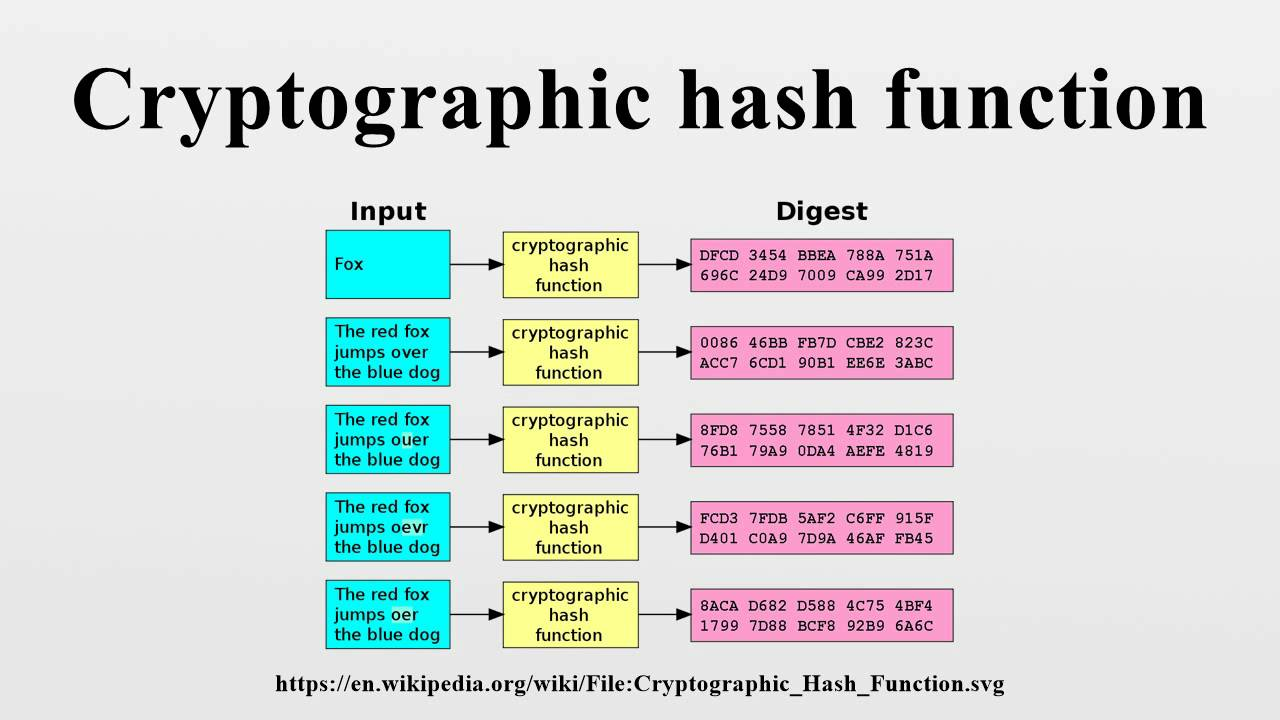 Cryptographic hash function
Input
Digest
Fox
cryptographic
hash
function
DFCD 3454 BBEA 788A 751A
696C 24D9 7009 CA99 2D17
The red fox
jumps over
the blue dog
cryptographic
hash
function
0086 46BB FB7D CBE2 823C
ACC7 6CD1 90B1 EE6E 3ABC
The red fox
jumps ouer
the blue dog
cryptographic
hash
function
8FD8 7558 7851 4F32 D1C6
76B1 79A9 0DA4 AEFE 4819
The red fox
jumps oevr
the blue dog
cryptographic
hash
function
FCD3 7FDB 5AF2 C6FF 915F
D401 C0A9 7D9A 46AF FB45
The red fox
jumps oer
the blue dog
cryptographic
hash
function
8ACA D682 D588 4C75 4BF4
1799 7D88 BCF8 92B9 6A6C
https://en.wikipedia.org/wiki/File:Cryptographic_Hash_Function.svg